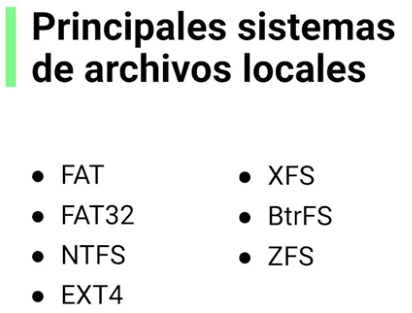 Principales sistemas
de archivos locales
• FAT
• FAT32
• NTFS
• EXT4
• XFS
• BtrFS
• ZFS